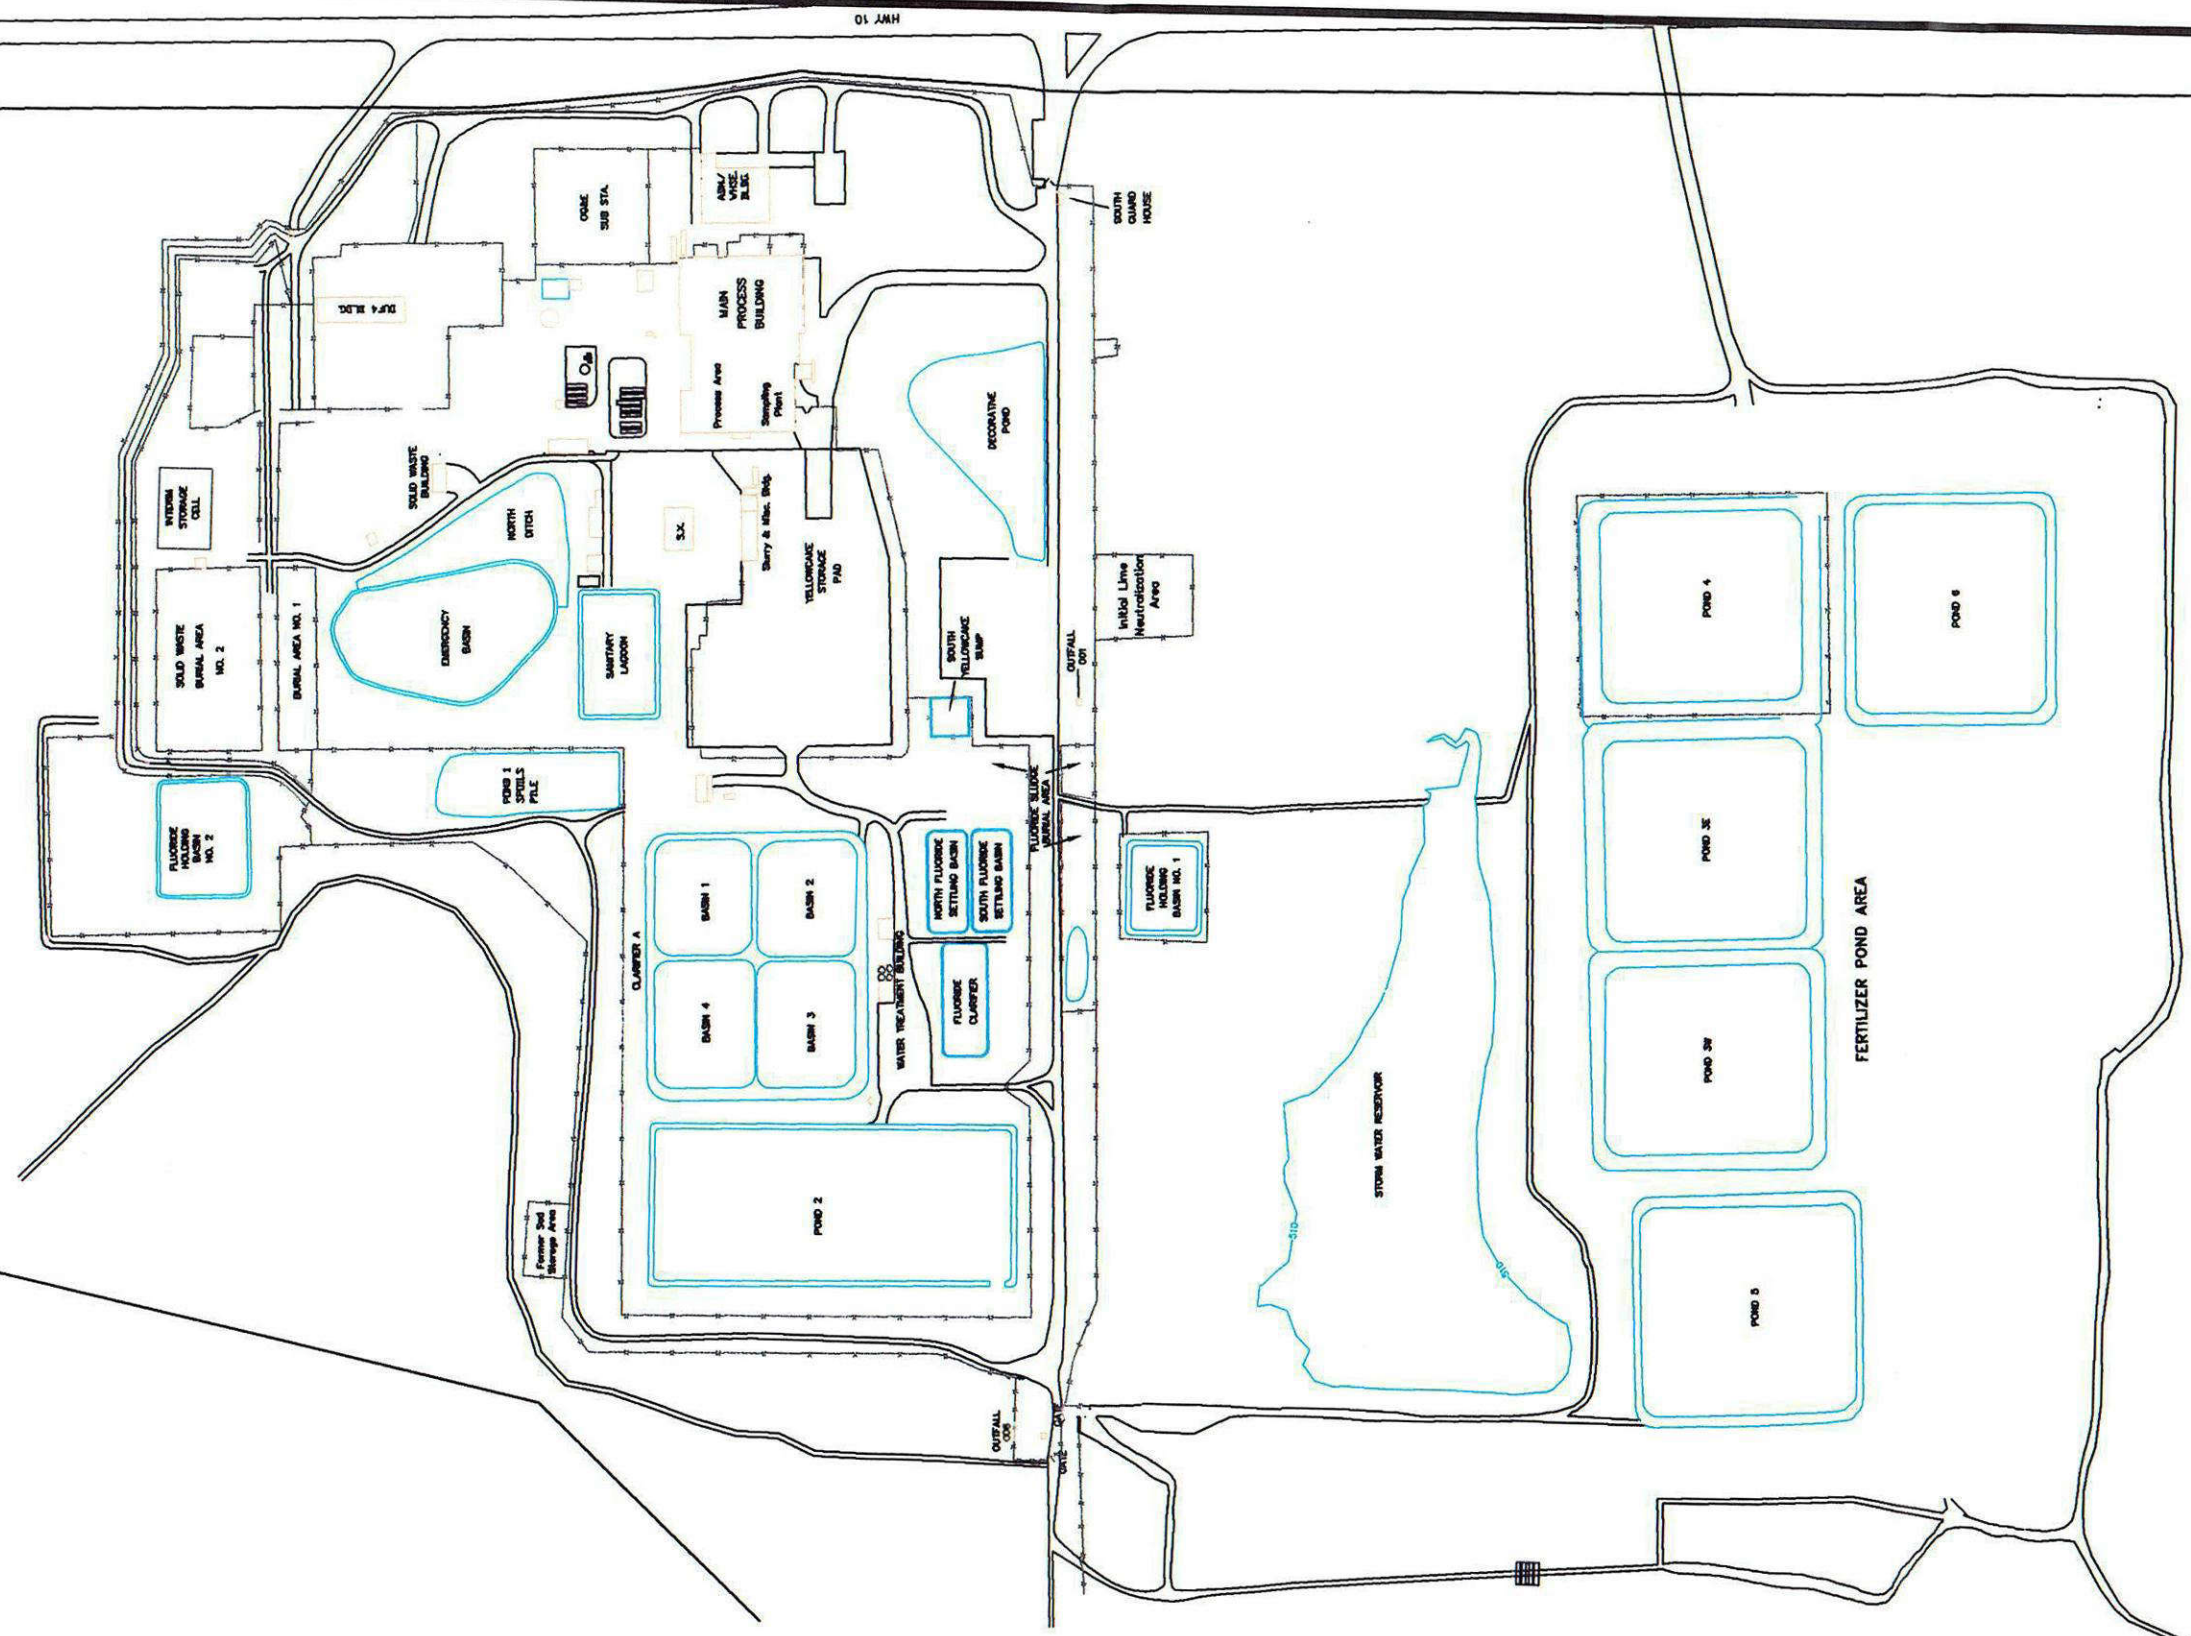 HWY 10
ADM./
WHSE.
BLDG.
OG&E
SUB STA.
SOUTH
GUARD
HOUSE
DUF4 BLDG.
MAIN
PROCESS
BUILDING
Process Area
Sampling
Plant
DECORATIVE
POND
SOLID WASTE
BUILDING
INTERIM
STORAGE
CELL
NORTH
DITCH
S.X.
Slurry & Misc. Bldg.
YELLOWCAKE
STORAGE
PAD
Initial Lime
Neutralization
Area
POND 4
POND 6
SOLID WASTE
BURIAL AREA
NO. 2
BURIAL AREA NO. 1
EMERGENCY
BASIN
SANITARY
LAGOON
SOUTH
YELLOWCAKE
SUMP
OUTFALL
001
POND 1
SPOILS
PILE
FLUORIDE
HOLDING
BASIN
NO. 2
FLUORIDE SLUDGE
BURIAL AREA
CLARIFIER A
BASIN 1
BASIN 2
BASIN 4
BASIN 3
NORTH FLUORIDE
SETTLING BASIN
SOUTH FLUORIDE
SETTLING BASIN
FLUORIDE
HOLDING
BASIN NO. 1
WATER TREATMENT BUILDING
FLUORIDE
CLARIFIER
POND 3E
FERTILIZER POND AREA
POND 3W
STORM WATER RESERVOIR
510
510
Former Sed
Storage Area
POND 2
POND 5
OUTFALL
008
GATE
GATE